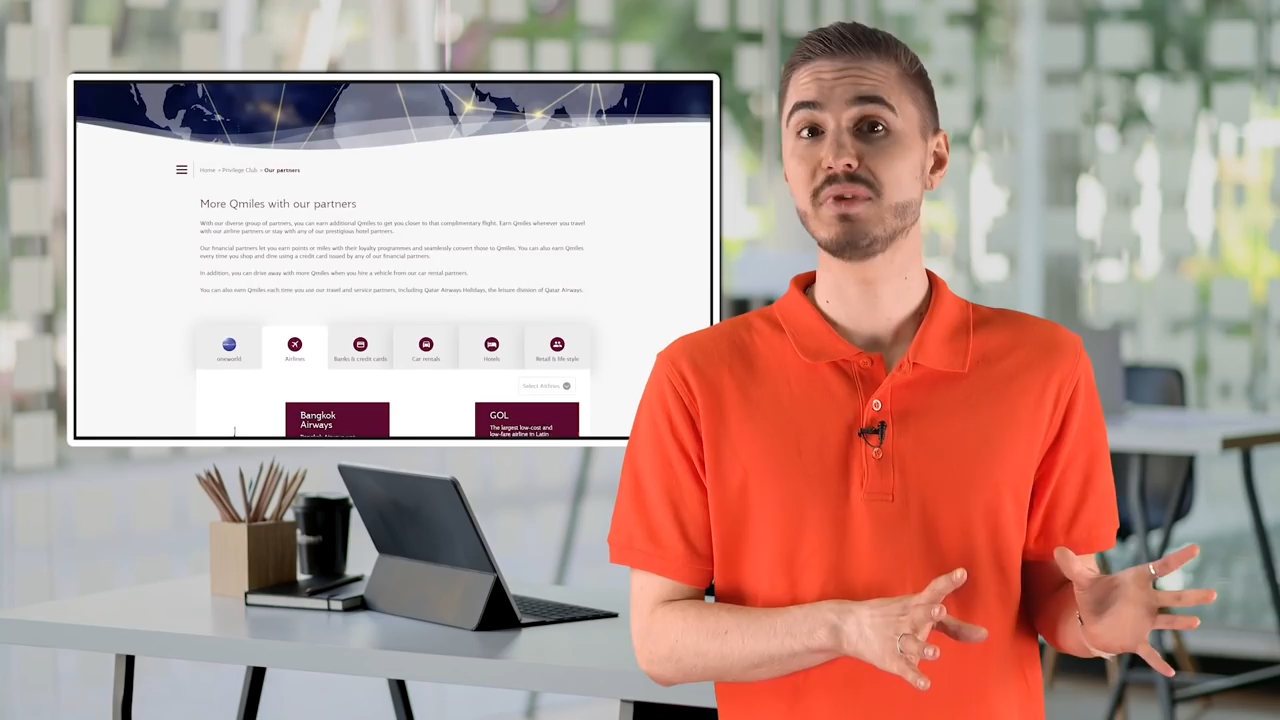 Home > Privilege Club > Our partners
More Qmiles with our partners
With our diverse group of partners, you can earn additional Qmiles to get you closer to that complimentary flight. Earn Qmiles whenever you travel
with our airline partners or stay with any of our prestigious hotel partners.
Our financial partners let you earn points or miles with their loyalty programmes and seamlessly convert those to Qmiles. You can also earn Qmiles
every time you shop and dine using a credit card issued by any of our financial partners.
In addition, you can drive away with more Qmiles when you hire a vehicle from our car rental partners.
You can also earn Qmiles each time you use our travel and service partners, including Qatar Airways Holidays, the leisure division of Qatar Airways.
oneworld
Airlines
Banks & credit cards
Car rentals
Hotels
Retail & life style
Select Airlines
Bangkok
Airways
GOL
The largest low-cost and
low-fare airline in Latin